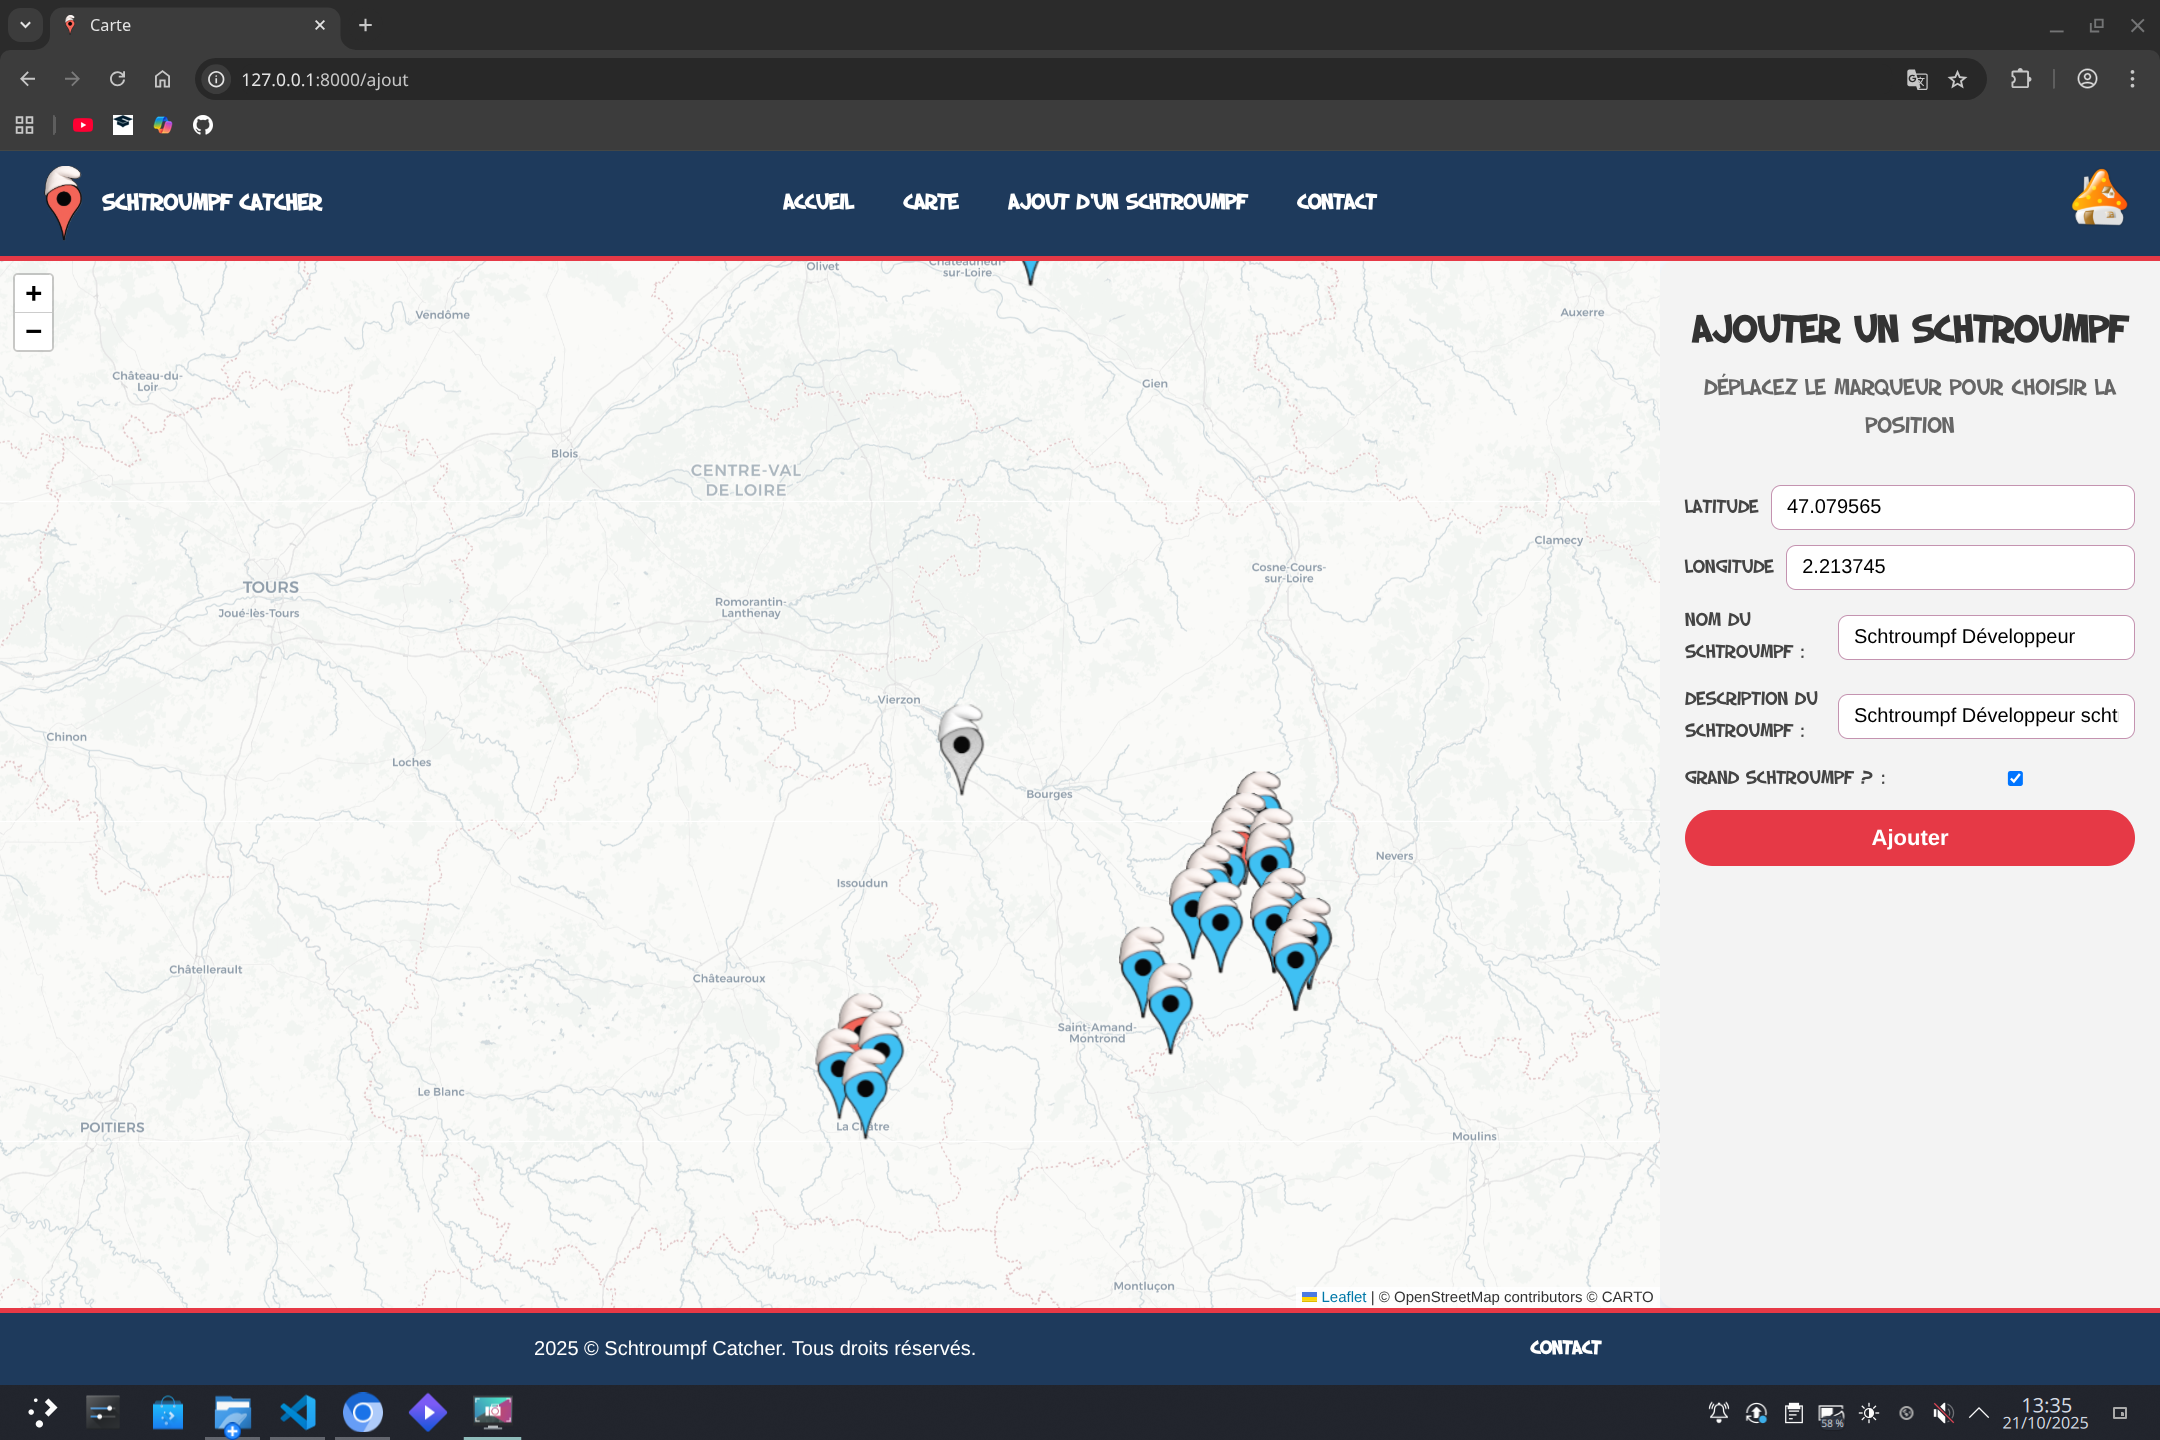 Carte
127.0.0.1:8000/ajout
SCHTROUMPF CATCHER
ACCUEIL
CARTE
AJOUT D'UN SCHTROUMPF
CONTACT
+
−
Olivet
Châteauneuf-
sur-Loire
Vendôme
Auxerre
Château-du-
Loir
Gien
Blois
CENTRE-VAL
DE LOIRE
Clamecy
Cosne-Cours-
sur-Loire
TOURS
Joué-lès-Tours
Romorantin-
Lanthenay
Vierzon
Chinon
Loches
Bourges
Nevers
Issoudun
Châtellerault
Châteauroux
Saint-Amand-
Montrond
Le Blanc
La Châtre
POITIERS
Moulins
Montluçon
Leaflet | © OpenStreetMap contributors © CARTO
AJOUTER UN SCHTROUMPF
DÉPLACEZ LE MARQUEUR POUR CHOISIR LA
POSITION
LATITUDE 47.079565
LONGITUDE 2.213745
NOM DU
SCHTROUMPF :
Schtroumpf Développeur
DESCRIPTION DU
SCHTROUMPF :
Schtroumpf Développeur scht
GRAND SCHTROUMPF ? :
Ajouter
2025 © Schtroumpf Catcher. Tous droits réservés.
CONTACT
58 %
13:35
21/10/2025